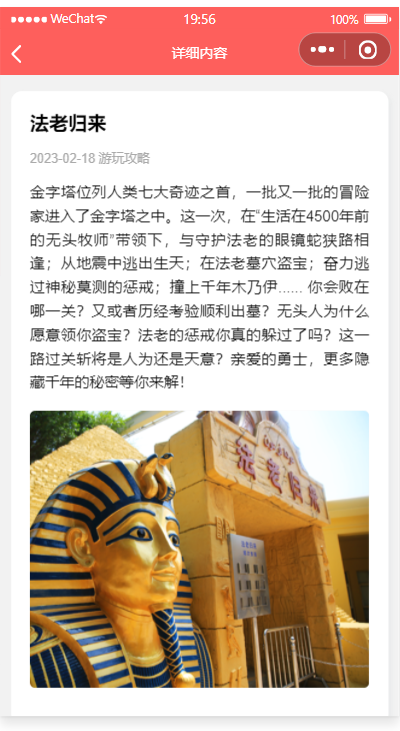 WeChat 19:56 100%
详细内容
法老归来
2023-02-18 游玩攻略
金字塔位列人类七大奇迹之首，一批又一批的冒险
家进入了金字塔之中。这一次，在“生活在4500年前
的无头牧师”带领下，与守护法老的眼镜蛇狭路相
逢；从地震中逃出生天；在法老墓穴盗宝；奋力逃
过神秘莫测的惩戒；撞上千年木乃伊…… 你会败在
哪一关？又或者历经考验顺利出墓？无头人为什么
愿意领你盗宝？法老的惩戒你真的躲过了吗？这一
路过关斩将是人为还是天意？亲爱的勇士，更多隐
藏千年的秘密等你来解！
法老归来